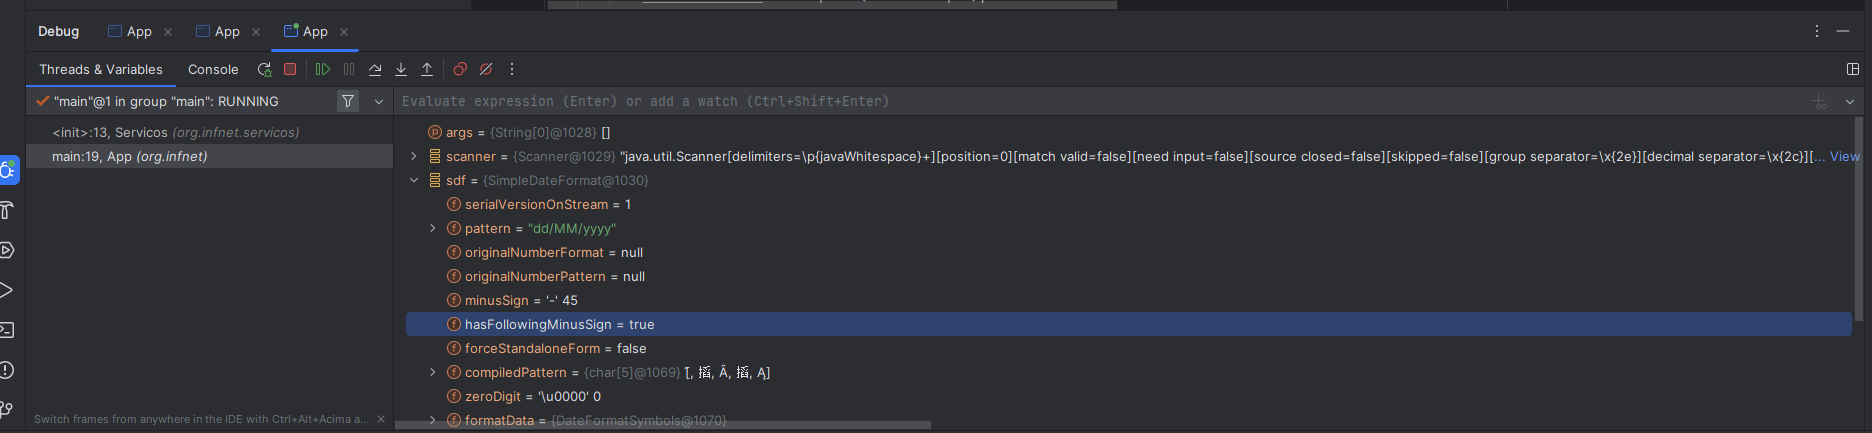 Debug App App App
Threads & Variables Console
"main"@1 in group "main": RUNNING
<init>:13, Servicos (org.infnet.servicos)
main:19, App (org.infnet)
Switch frames from anywhere in the IDE with Ctrl+Alt+Acima a...
Evaluate expression (Enter) or add a watch (Ctrl+Shift+Enter)
args = {String[0]@1028} []
scanner = {Scanner@1029} "java.util.Scanner[delimiters=\p{javaWhitespace}+][position=0][match valid=false][need input=false][source closed=false][skipped=false][group separator=\x{2e}][decimal separator=\x{2c}][... View
sdf = {SimpleDateFormat@1030}
serialVersionOnStream = 1
pattern = "dd/MM/yyyy"
originalNumberFormat = null
originalNumberPattern = null
minusSign = '-' 45
hasFollowingMinusSign = true
forceStandaloneForm = false
compiledPattern = {char[5]@1069}
zeroDigit = '\u0000' 0
formatData = {DateFormatSymbols@1070}